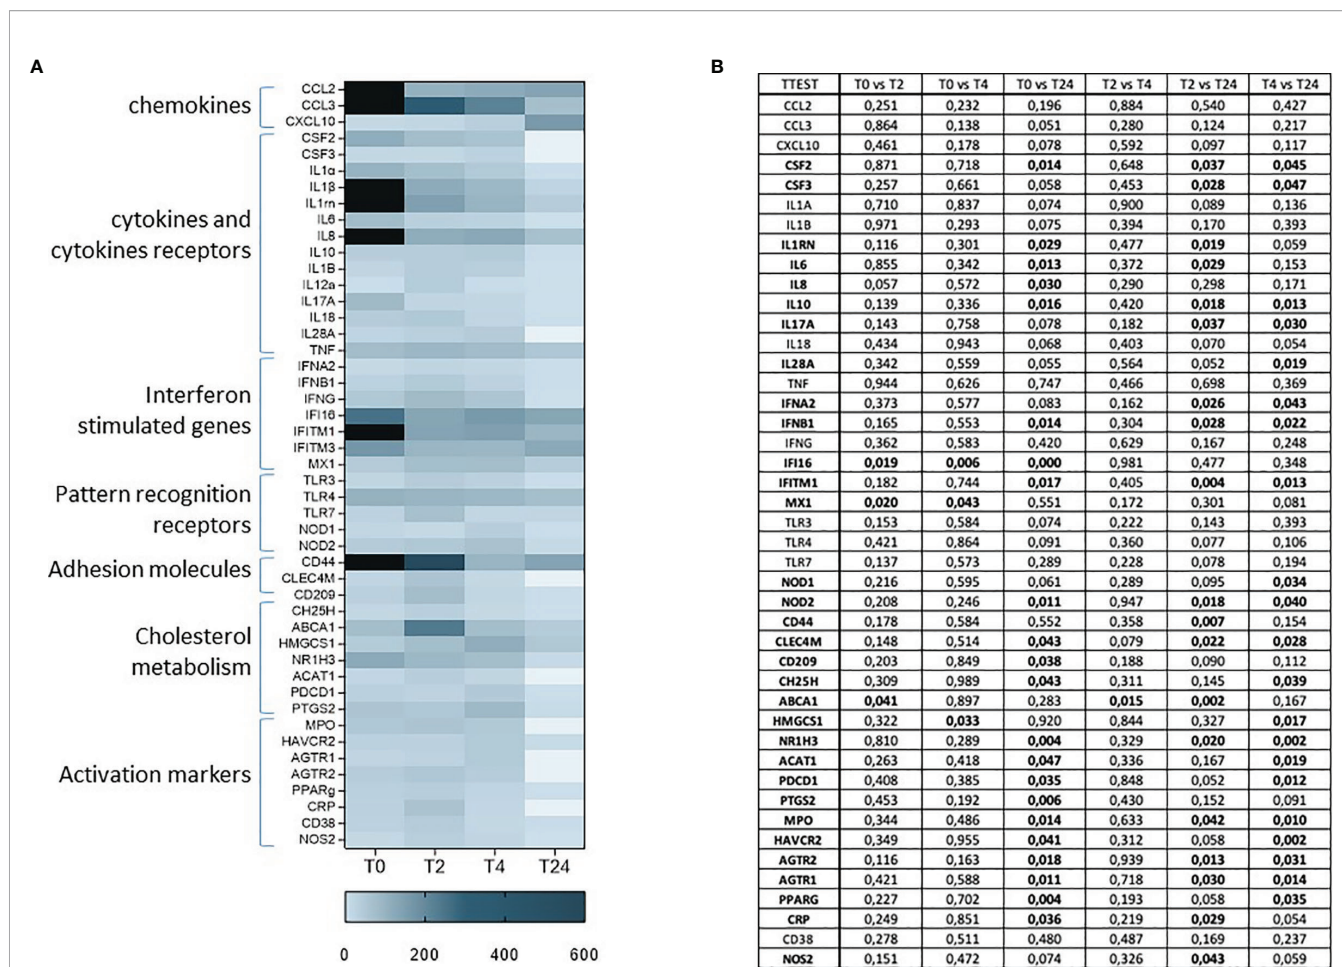 A
chemokines
cytokines and
cytokines receptors
Interferon
stimulated genes
Pattern recognition
receptors
Adhesion molecules
Cholesterol
metabolism
Activation markers
CCL2
CCL3
CXCL10
CSF2
CSF3
IL1α
IL1β
IL1rn
IL6
IL8
IL10
IL1B
IL12a
IL17A
IL18
IL28A
TNF
IFNA2
IFNB1
IFNG
IFI16
IFITM1
IFITM3
MX1
TLR3
TLR4
TLR7
NOD1
NOD2
CD44
CLEC4M
CD209
CH25H
ABCA1
HMGCS1
NR1H3
ACAT1
PDCD1
PTGS2
MPO
HAVCR2
AGTR1
AGTR2
PPARg
CRP
CD38
NOS2
T0 T2 T4 T24
0 200 400 600
B
TTEST T0 vs T2 T0 vs T4 T0 vs T24 T2 vs T4 T2 vs T24 T4 vs T24
CCL2 0,251 0,232 0,196 0,884 0,540 0,427
CCL3 0,864 0,138 0,051 0,280 0,124 0,217
CXCL10 0,461 0,178 0,078 0,592 0,097 0,117
CSF2 0,871 0,718 0,014 0,648 0,037 0,045
CSF3 0,257 0,661 0,058 0,453 0,028 0,047
IL1A 0,710 0,837 0,074 0,900 0,089 0,136
IL1B 0,971 0,293 0,075 0,394 0,170 0,393
IL1RN 0,116 0,301 0,029 0,477 0,019 0,059
IL6 0,855 0,342 0,013 0,372 0,029 0,153
IL8 0,057 0,572 0,030 0,290 0,298 0,171
IL10 0,139 0,336 0,016 0,420 0,018 0,013
IL17A 0,143 0,758 0,078 0,182 0,037 0,030
IL18 0,434 0,943 0,068 0,403 0,070 0,054
IL28A 0,342 0,559 0,055 0,564 0,052 0,019
TNF 0,944 0,626 0,747 0,466 0,698 0,369
IFNA2 0,373 0,577 0,083 0,162 0,026 0,043
IFNB1 0,165 0,553 0,014 0,304 0,028 0,022
IFNG 0,362 0,583 0,420 0,629 0,167 0,248
IFI16 0,019 0,006 0,000 0,981 0,477 0,348
IFITM1 0,182 0,744 0,017 0,405 0,004 0,013
MX1 0,020 0,043 0,551 0,172 0,301 0,081
TLR3 0,153 0,584 0,074 0,222 0,143 0,393
TLR4 0,421 0,864 0,091 0,360 0,077 0,106
TLR7 0,137 0,573 0,289 0,228 0,078 0,194
NOD1 0,216 0,595 0,061 0,289 0,095 0,034
NOD2 0,208 0,246 0,011 0,947 0,018 0,040
CD44 0,178 0,584 0,552 0,358 0,007 0,154
CLEC4M 0,148 0,514 0,043 0,079 0,022 0,028
CD209 0,203 0,849 0,038 0,188 0,090 0,112
CH25H 0,309 0,989 0,043 0,311 0,145 0,039
ABCA1 0,041 0,897 0,283 0,015 0,002 0,167
HMGCS1 0,322 0,033 0,920 0,844 0,327 0,017
NR1H3 0,810 0,289 0,004 0,329 0,020 0,002
ACAT1 0,263 0,418 0,047 0,336 0,167 0,019
PDCD1 0,408 0,385 0,035 0,848 0,052 0,012
PTGS2 0,453 0,192 0,006 0,430 0,152 0,091
MPO 0,344 0,486 0,014 0,633 0,042 0,010
HAVCR2 0,349 0,955 0,041 0,312 0,058 0,002
AGTR2 0,116 0,163 0,018 0,939 0,013 0,031
AGTR1 0,421 0,588 0,011 0,718 0,030 0,014
PPARG 0,227 0,702 0,004 0,193 0,058 0,035
CRP 0,249 0,851 0,036 0,219 0,029 0,054
CD38 0,278 0,511 0,480 0,487 0,169 0,237
NOS2 0,151 0,472 0,074 0,326 0,043 0,059